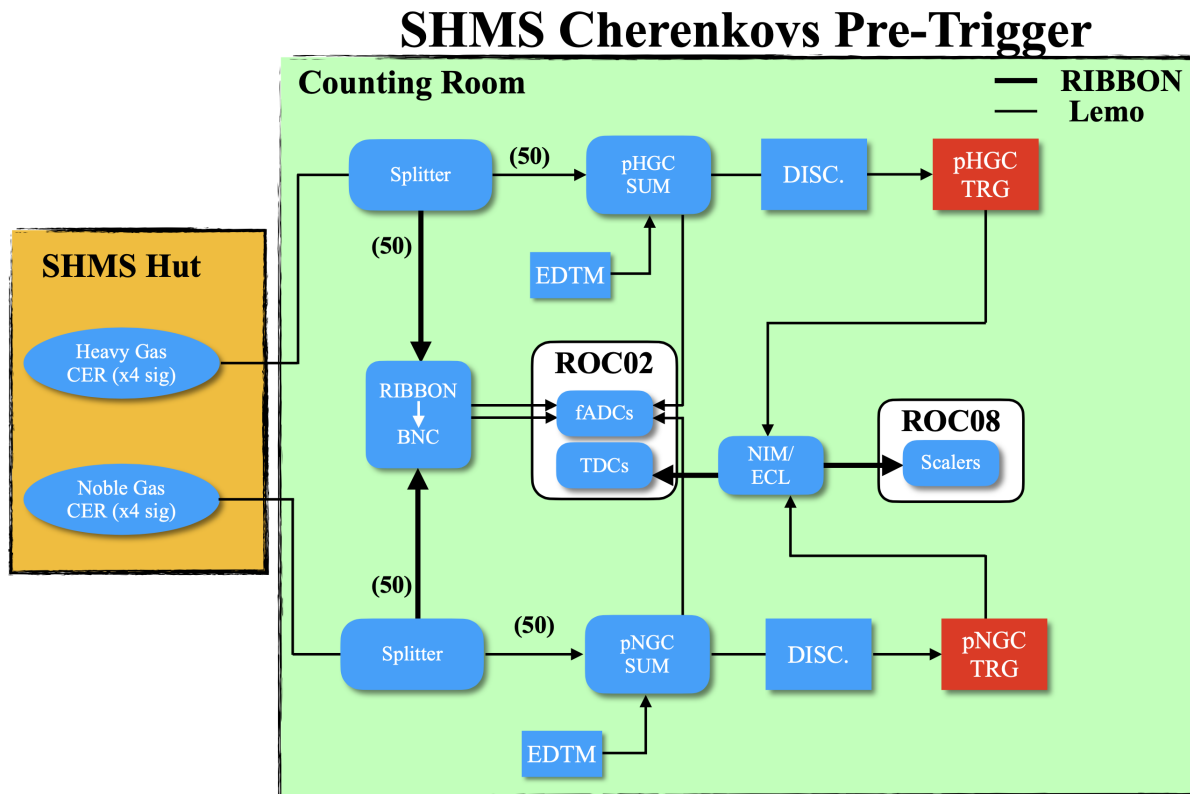 SHMS Cherenkovs Pre-Trigger
Counting Room
RIBBON
Lemo
Splitter
(50)
pHGC
SUM
DISC.
pHGC
TRG
(50)
EDTM
SHMS Hut
Heavy Gas
CER (x4 sig)
Noble Gas
CER (x4 sig)
RIBBON
BNC
ROC02
fADCs
TDCs
NIM/
ECL
ROC08
Scalers
(50)
Splitter
(50)
pNGC
SUM
DISC.
pNGC
TRG
EDTM